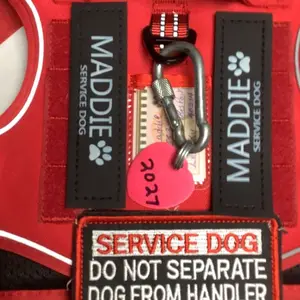 MADDIE
SERVICE DOG
MADDIE
SERVICE DOG
2027
SERVICE DOG
DO NOT SEPARATE
DOG FROM HANDLER